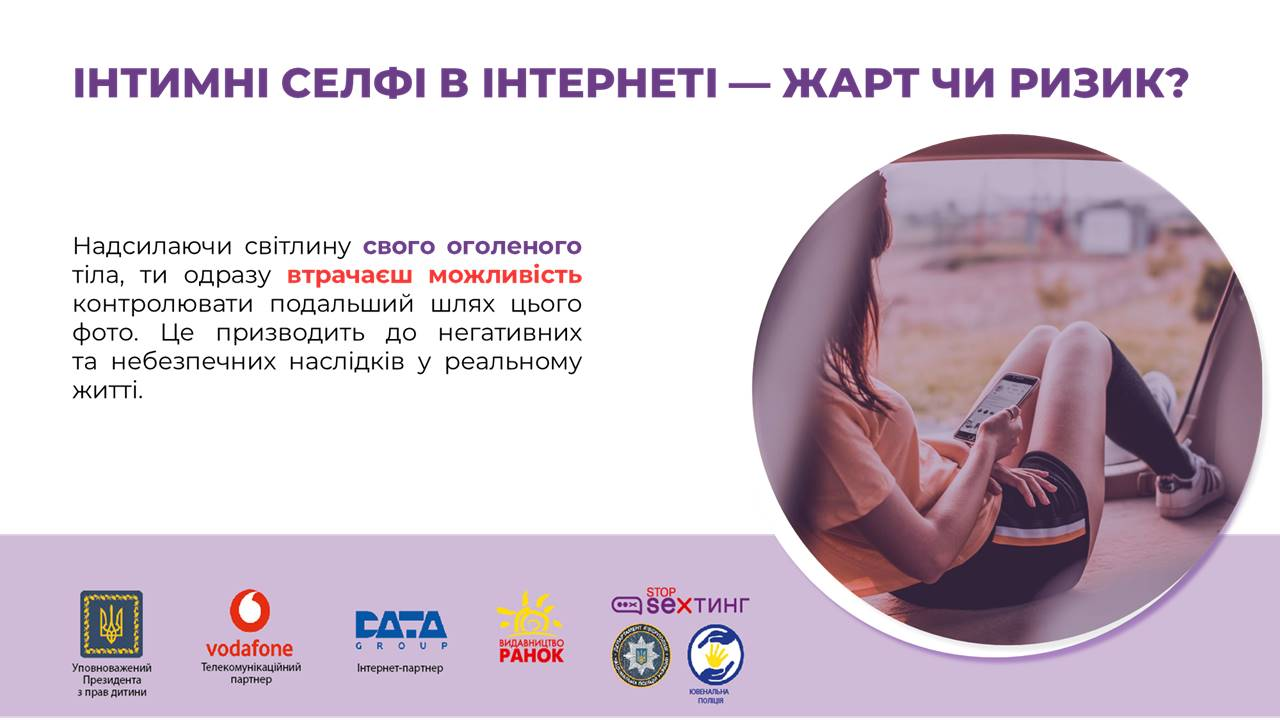 ІНТИМНІ СЕЛФІ В ІНТЕРНЕТІ — ЖАРТ ЧИ РИЗИК?
Надсилаючи світлину свого оголеного
тіла, ти одразу втрачаєш можливість
контролювати подальший шлях цього
фото. Це призводить до негативних
та небезпечних наслідків у реальному
житті.
Уповноважений
Президента
з прав дитини
vodafone
Телекомунікаційний
партнер
DATA
GROUP
Інтернет-партнер
ВИДАВНИЦТВО
РАНОК
STOP
sexтинг
ЮВЕНАЛЬНА
ПОЛІЦІЯ